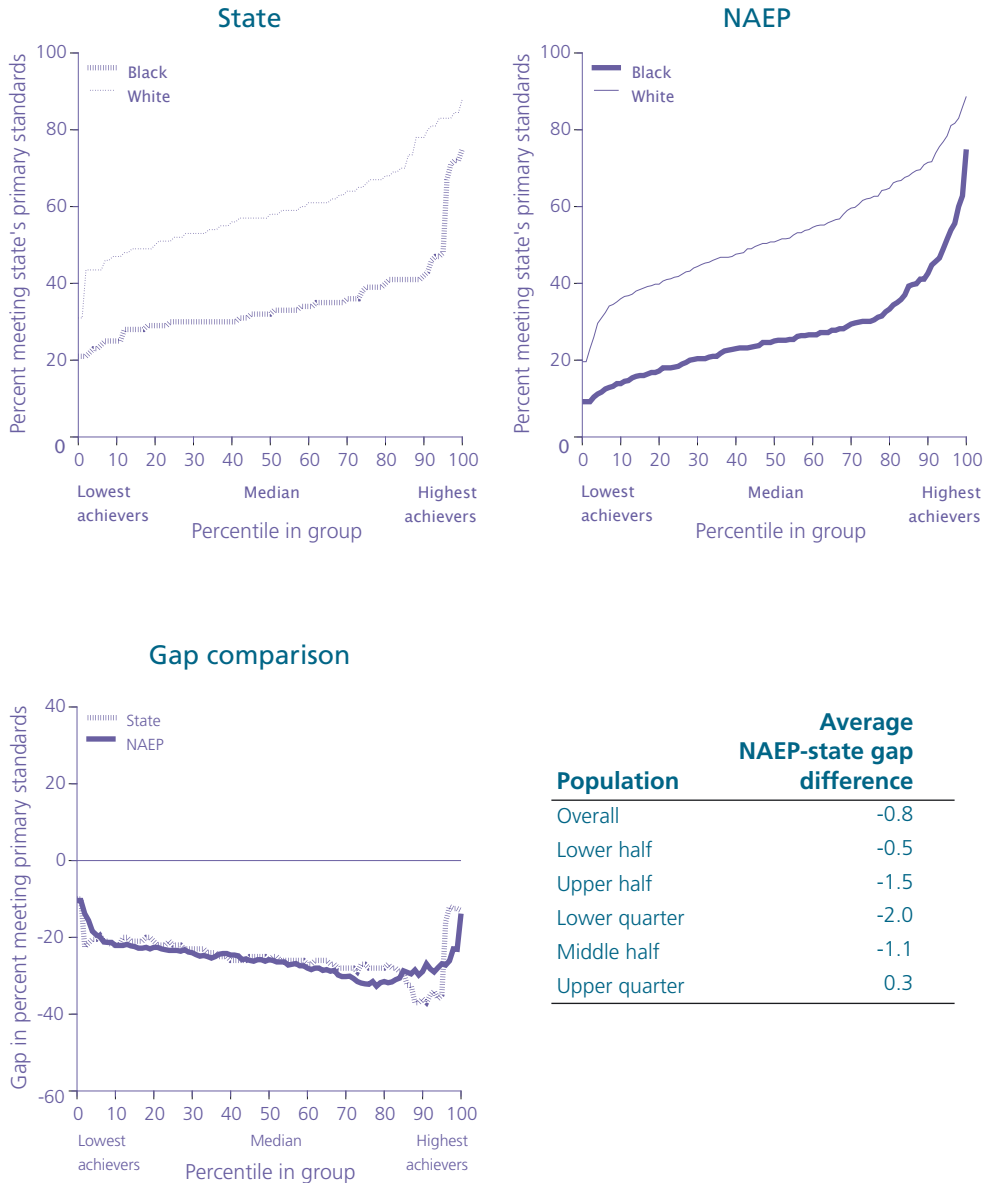 State
Percent meeting state's primary standards
100
80
60
40
20
0
Black
White
0 10 20 30 40 50 60 70 80 90 100
Lowest achievers
Median
Highest achievers
Percentile in group
NAEP
Percent meeting state's primary standards
100
80
60
40
20
0
Black
White
0 10 20 30 40 50 60 70 80 90 100
Lowest achievers
Median
Highest achievers
Percentile in group
Gap comparison
Gap in percent meeting primary standards
40
20
0
-20
-40
-60
State
NAEP
0 10 20 30 40 50 60 70 80 90 100
Lowest achievers
Median
Highest achievers
Percentile in group
Average
NAEP-state gap
Population difference
Overall -0.8
Lower half -0.5
Upper half -1.5
Lower quarter -2.0
Middle half -1.1
Upper quarter 0.3